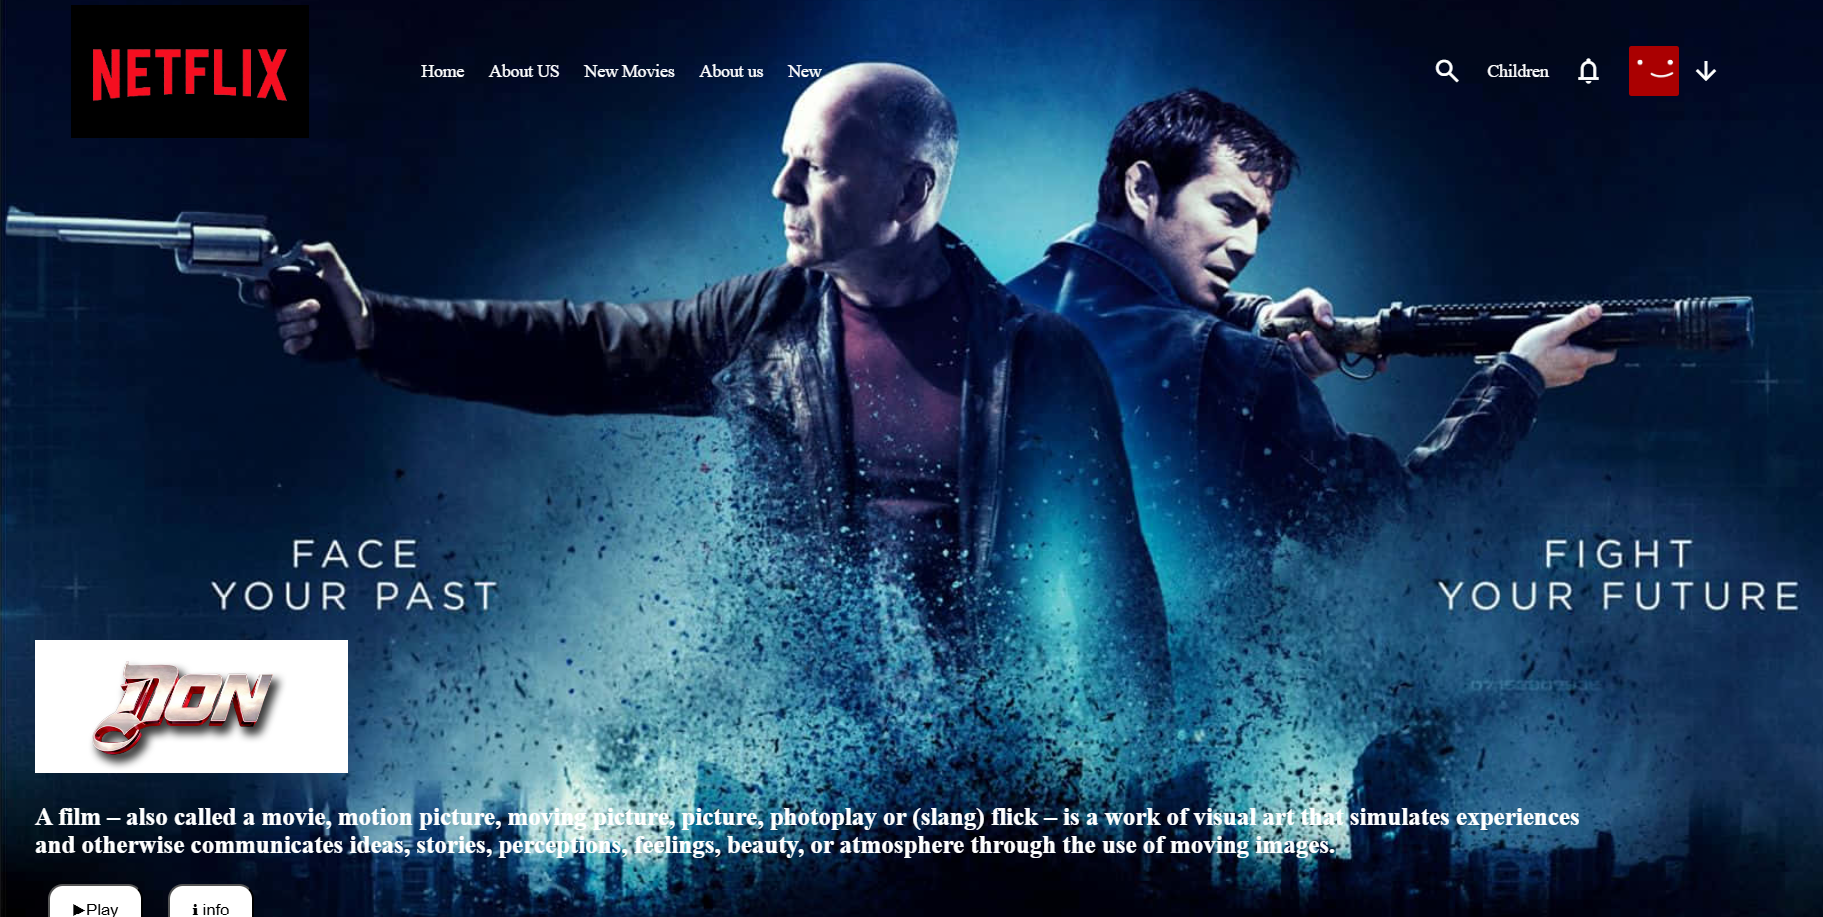 NETFLIX
Home About US New Movies About us New
Children
FACE
YOUR PAST
FIGHT
YOUR FUTURE
DON
A film – also called a movie, motion picture, moving picture, picture, photoplay or (slang) flick – is a work of visual art that simulates experiences
and otherwise communicates ideas, stories, perceptions, feelings, beauty, or atmosphere through the use of moving images.
▶Play
ℹ info